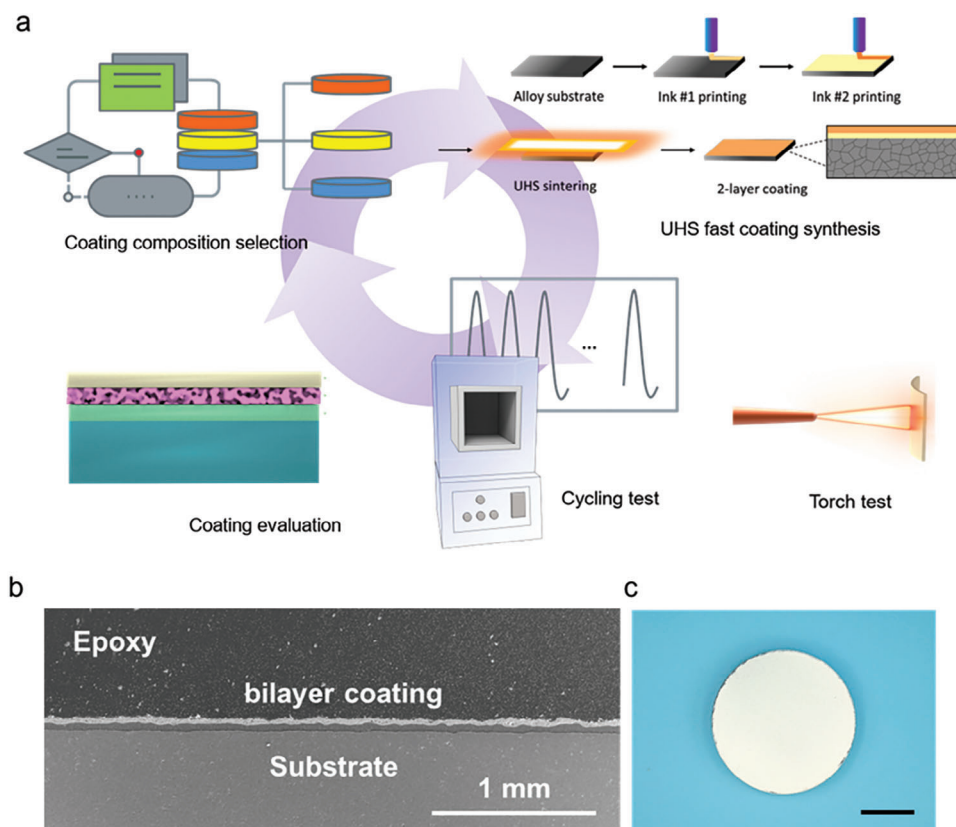 a
Alloy substrate
Ink #1 printing
Ink #2 printing
UHS sintering
2-layer coating
Coating composition selection
UHS fast coating synthesis
...
Cycling test
Torch test
Coating evaluation
b
c
Epoxy
bilayer coating
Substrate
1 mm